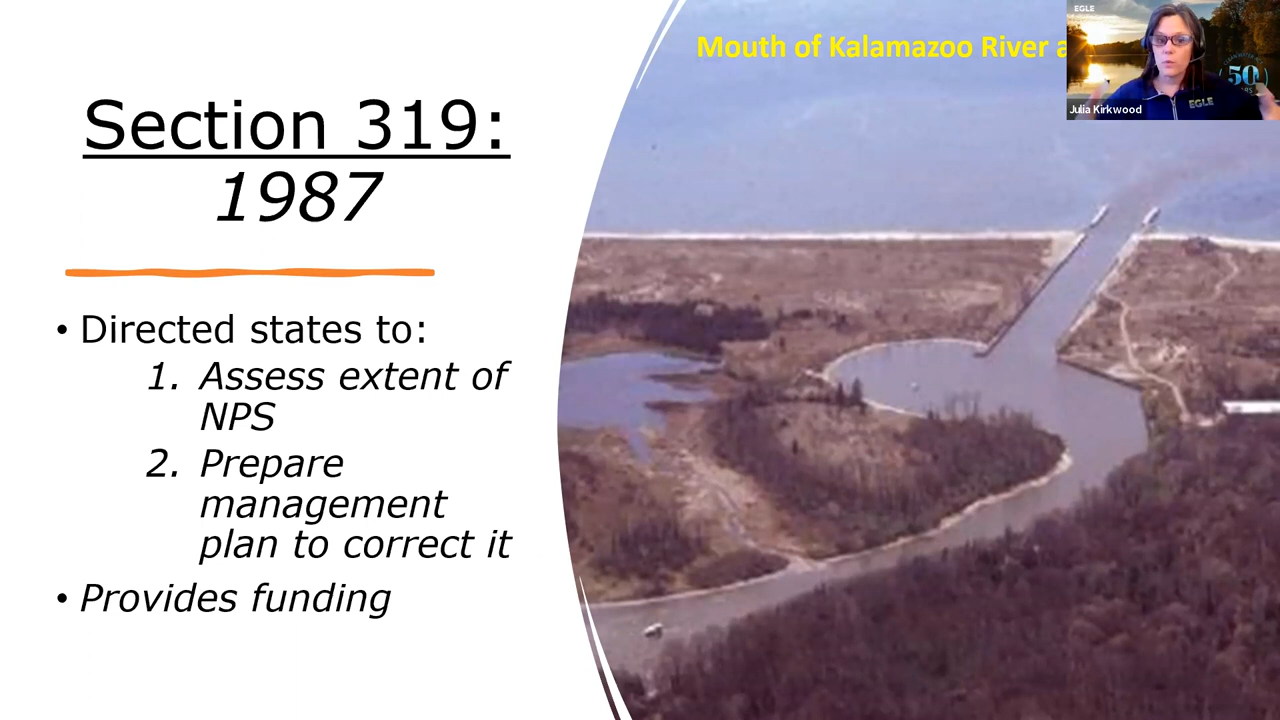 Section 319:
1987
• Directed states to:
1. Assess extent of
NPS
2. Prepare
management
plan to correct it
• Provides funding
Mouth of Kalamazoo River a
EGLE
50
EGLE
Julia Kirkwood